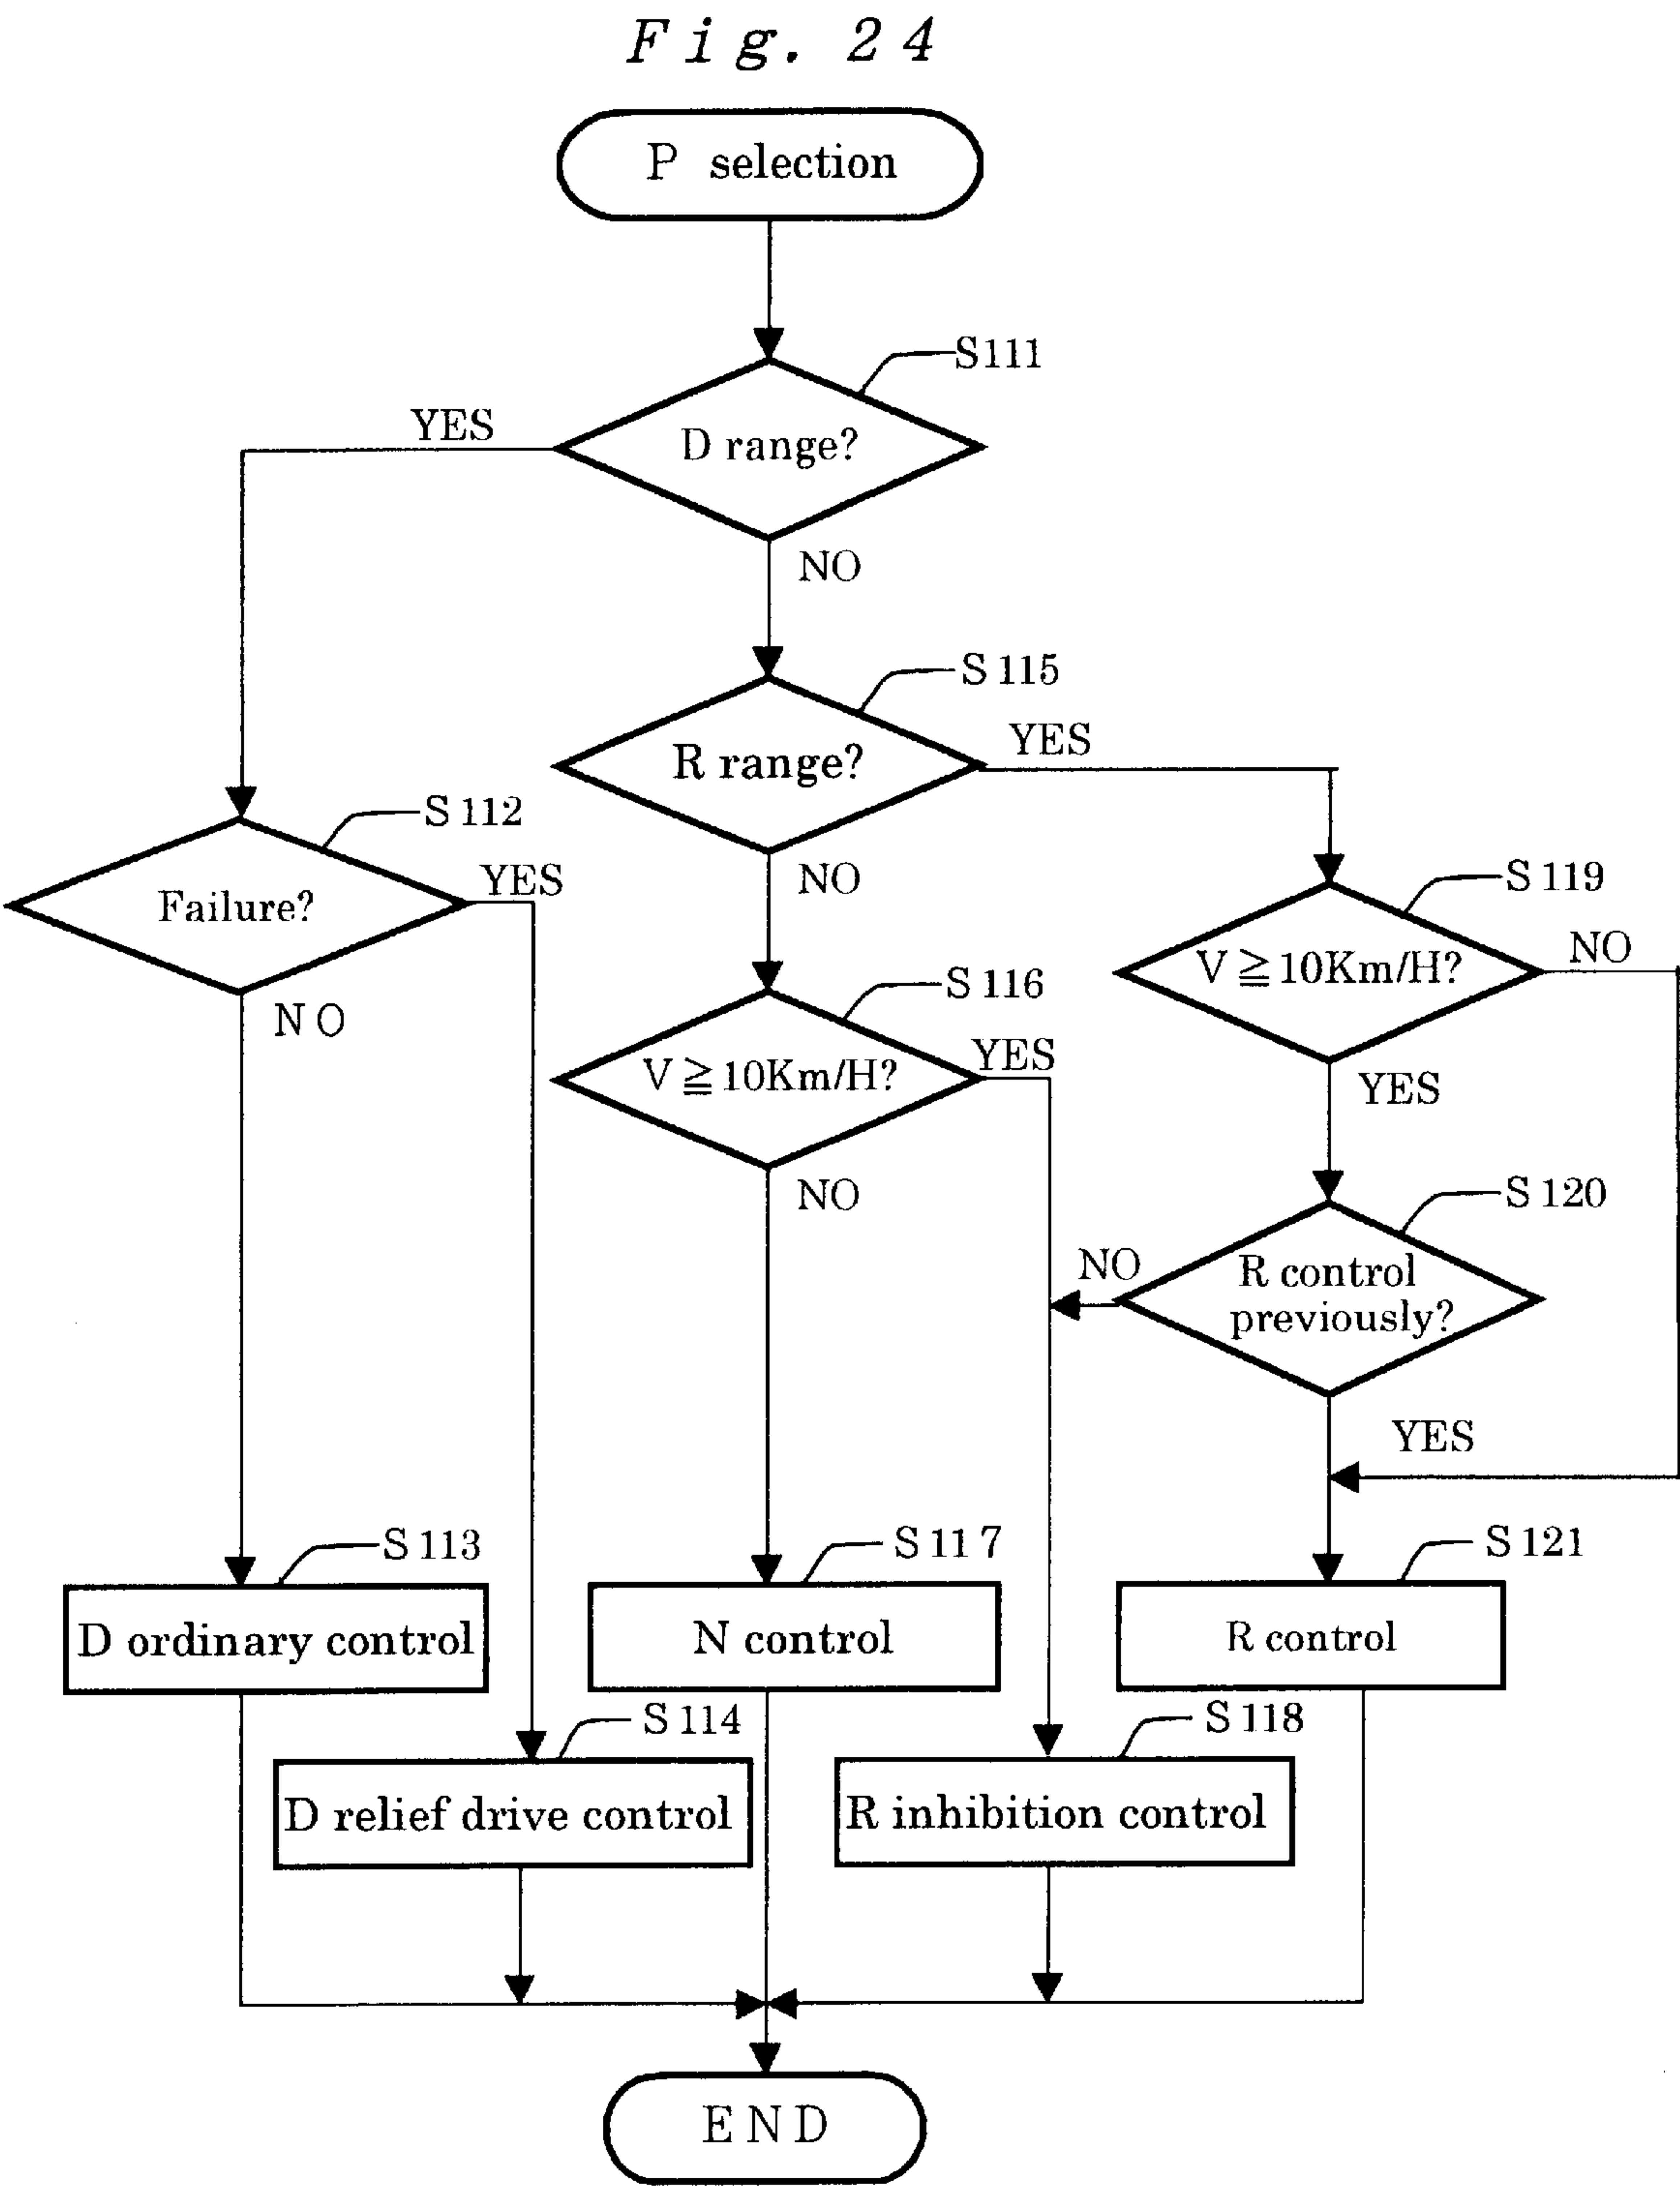 Fig. 24
P selection
S111
YES
D range?
NO
S115
YES
R range?
S112
YES
NO
S119
Failure?
NO
V ≧ 10Km/H?
S116
NO
YES
V ≧ 10Km/H?
YES
NO
S120
NO
R control
previously?
YES
S113
S117
S121
D ordinary control
N control
R control
S114
S118
D relief drive control
R inhibition control
END